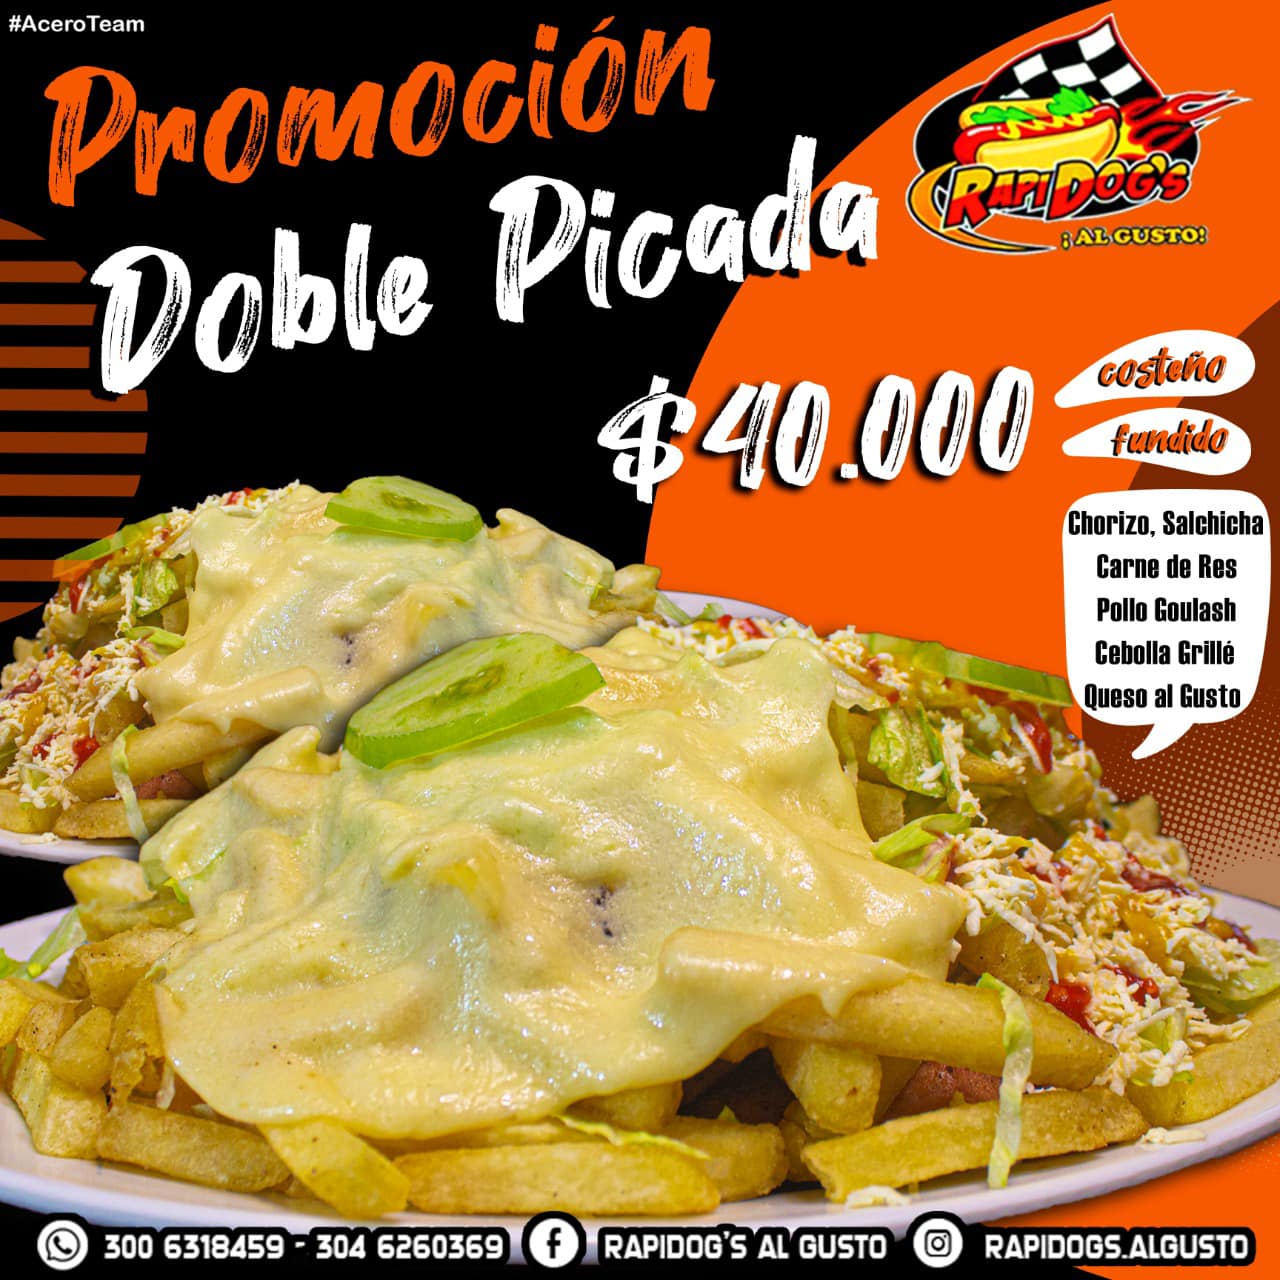 #AceroTeam
Promoción
Doble Picada
RAPIDOG'S
¡AL GUSTO!
$40.000
costeño
fundido
Chorizo, Salchicha
Carne de Res
Pollo Goulash
Cebolla Grillé
Queso al Gusto
300 6318459 - 304 6260369 RAPIDOG'S AL GUSTO RAPIDOGS.ALGUSTO